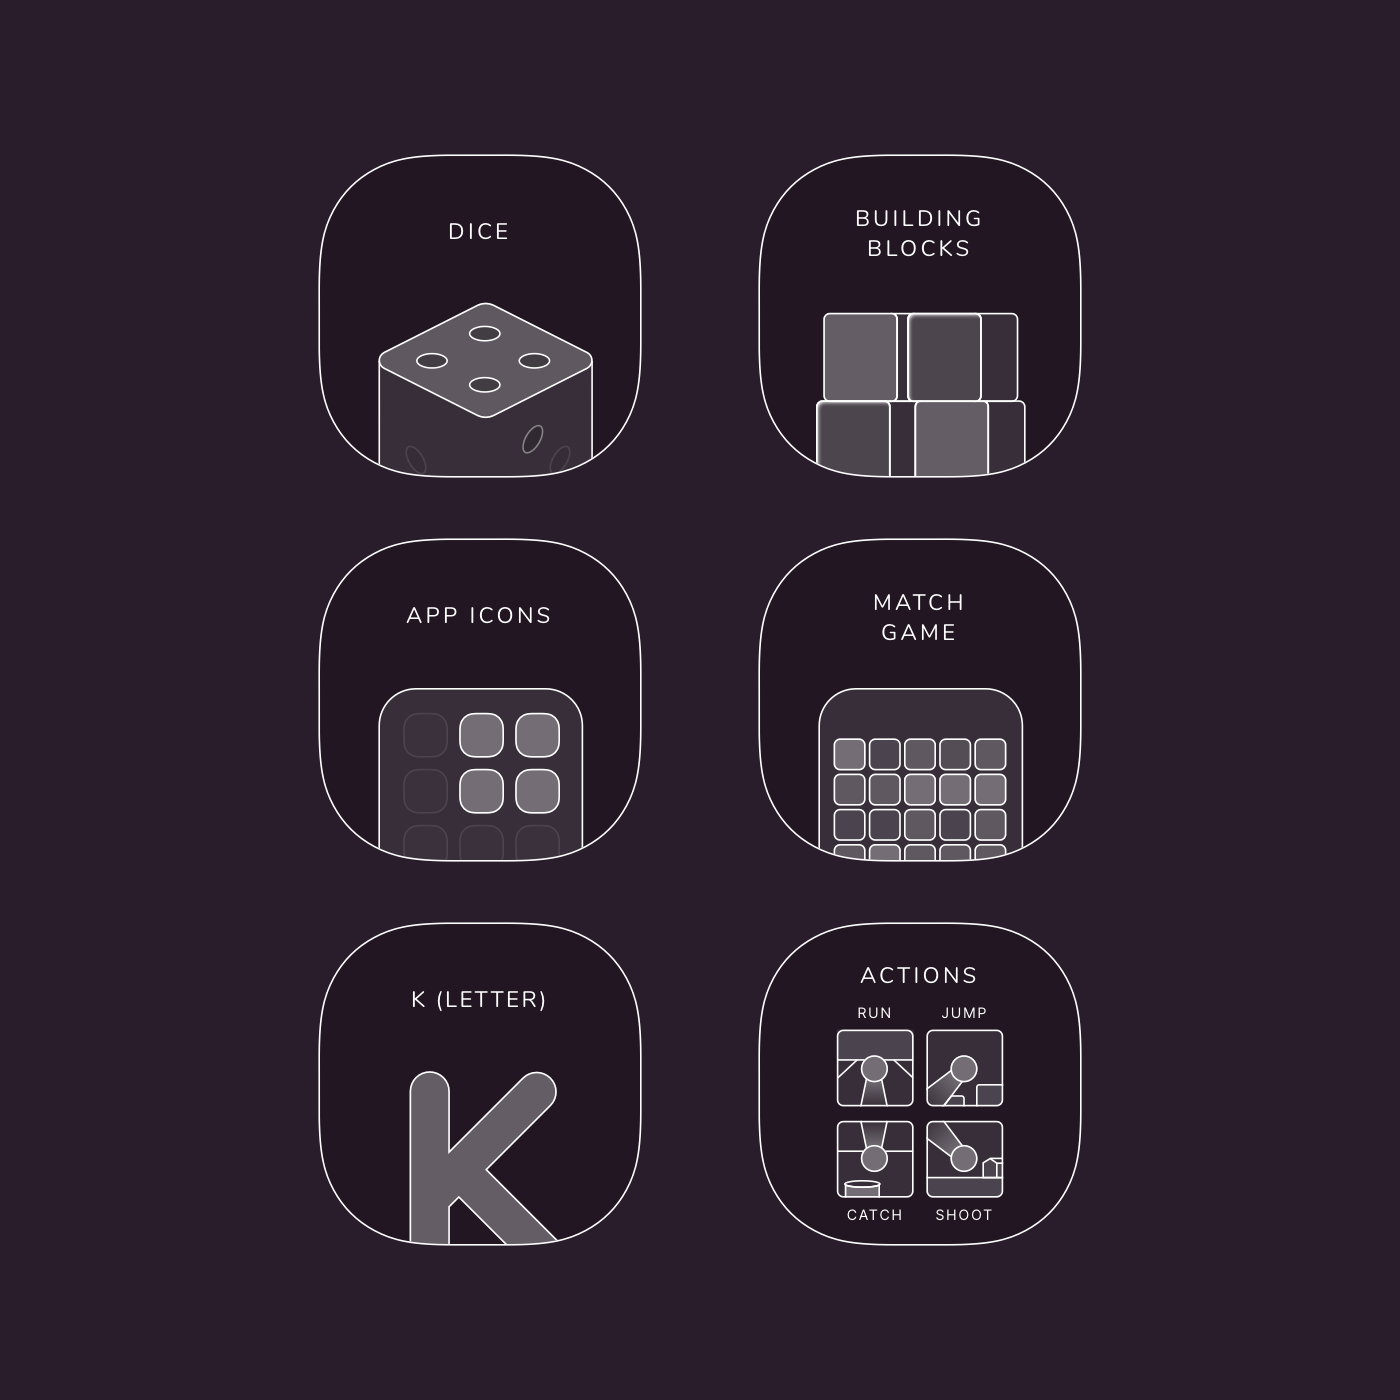 DICE
BUILDING
BLOCKS
APP ICONS
MATCH
GAME
K (LETTER)
K
ACTIONS
RUN
JUMP
CATCH
SHOOT